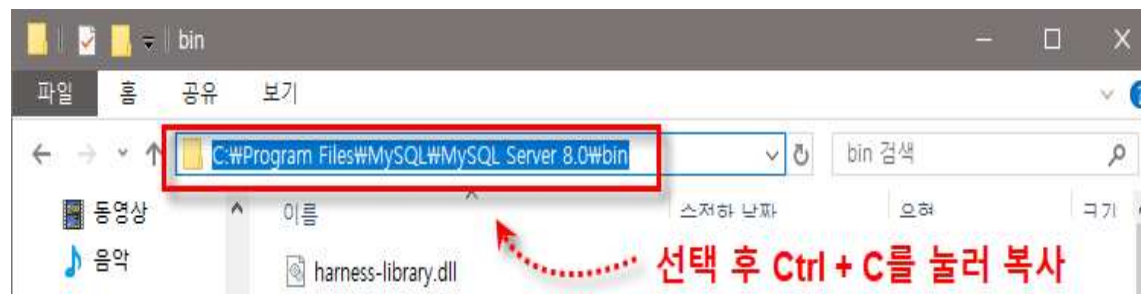 bin
파일 홈 공유 보기
C:₩Program Files₩MySQL₩MySQL Server 8.0₩bin
bin 검색
동영상
이름
크기
음악
harness-library.dll
선택 후 Ctrl + C를 눌러 복사